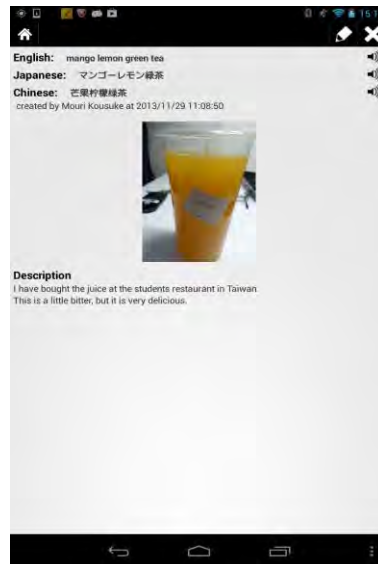 15:1
English: mango lemon green tea
Japanese: マンゴーレモン緑茶
Chinese: 芒果柠檬绿茶
created by Mouri Kousuke at 2013/11/29 11:08:50
Description
I have bought the juice at the students restaurant in Taiwan
This is a little bitter, but it is very delicious.